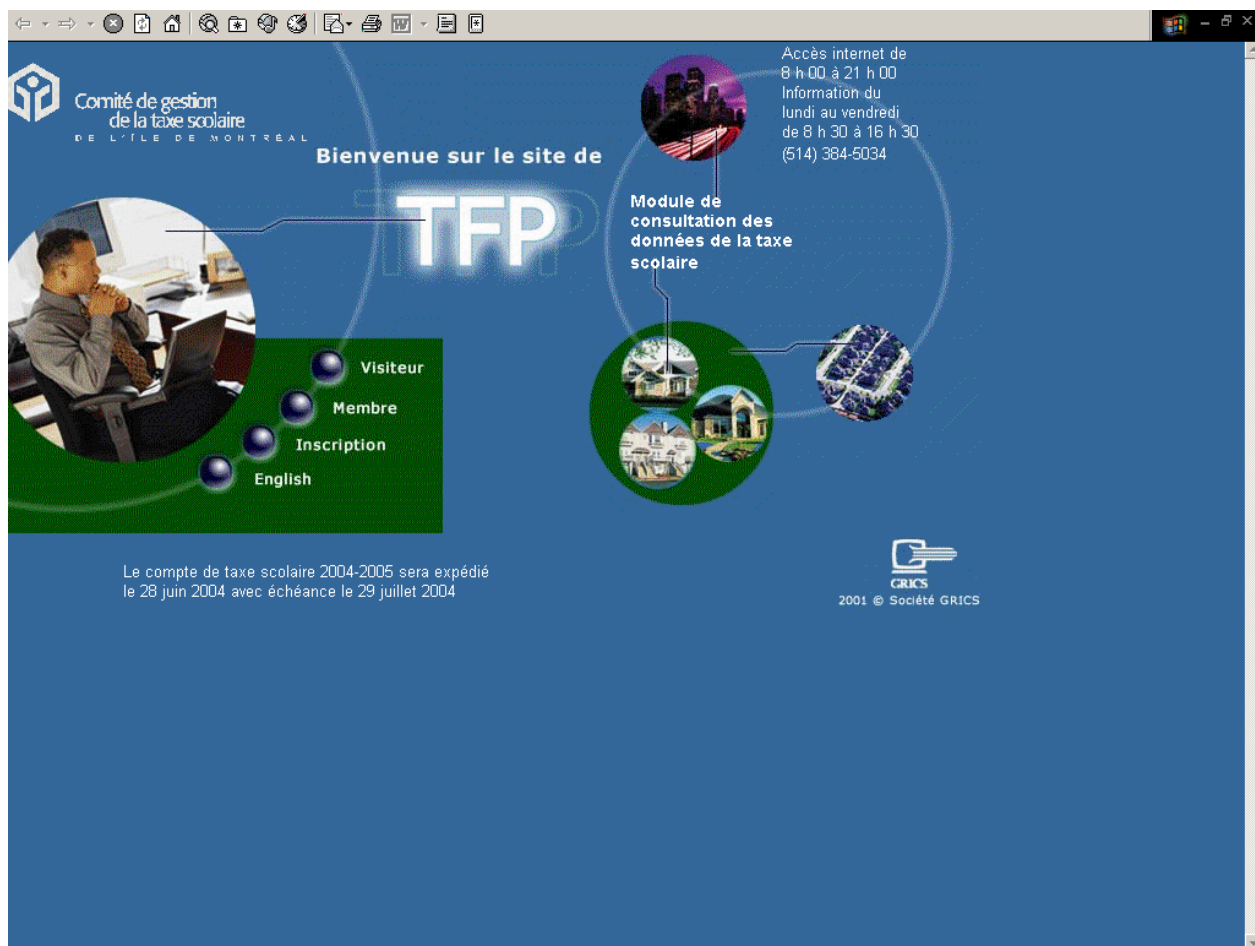 Comité de gestion
de la taxe scolaire
DE L'ÎLE DE MONTRÉAL
Bienvenue sur le site de
TFP
Accès internet de
8 h 00 à 21 h 00
Information du
lundi au vendredi
de 8 h 30 à 16 h 30
(514) 384-5034
Module de
consultation des
données de la taxe
scolaire
Visiteur
Membre
Inscription
English
Le compte de taxe scolaire 2004-2005 sera expédié
le 28 juin 2004 avec échéance le 29 juillet 2004
GRICS
2001 © Société GRICS